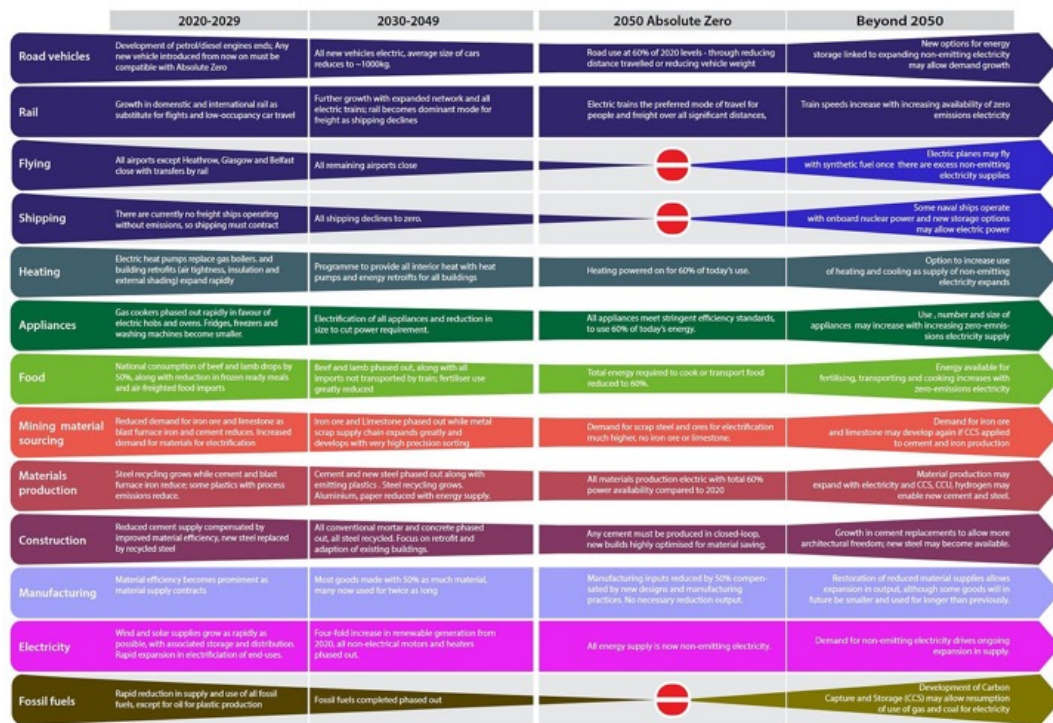 2020-2029
2030-2049
2050 Absolute Zero
Beyond 2050
Road vehicles
Development of petrol/diesel engines ends; Any
new vehicle introduced from now on must be
compatible with Absolute Zero
All new vehicles electric, average size of cars
reduces to ~1000kg.
Road use at 60% of 2020 levels - through reducing
distance travelled or reducing vehicle weight
New options for energy
storage linked to expanding non-emitting electricity
may allow demand growth
Rail
Growth in domenstic and international rail as
substitute for flights and low-occupancy car travel
Further growth with expanded network and all
electric trains; rail becomes dominant mode for
freight as shipping declines
Electric trains the preferred mode of travel for
people and freight over all significant distances,
Train speeds increase with increasing availability of zero
emissions electricity
Flying
All airports except Heathrow, Glasgow and Belfast
close with transfers by rail
All remaining airports close
Electric planes may fly
with synthetic fuel once there are excess non-emitting
electricity supplies
Shipping
There are currently no freight ships operating
without emissions, so shipping must contract
All shipping declines to zero.
Some naval ships operate
with onboard nuclear power and new storage options
may allow electric power
Heating
Electric heat pumps replace gas boilers. and
building retrofits (air tightness, insulation and
external shading) expand rapidly
Programme to provide all interior heat with heat
pumps and energy retroffts for all buildings
Heating powered on for 60% of today's use.
Option to increase use
of heating and cooling as supply of non-emitting
electricity expands
Appliances
Gas cookers phased out rapidly in favour of
electric hobs and ovens. Fridges, freezers and
washing machines become smaller.
Electrification of all appliances and reduction in
size to cut power requirement.
All appliances meet stringent efficiency standards,
to use 60% of today's energy.
Use , number and size of
appliances may increase with increasing zero-emnis-
sions electricity supply
Food
National consumption of beef and lamb drops by
50%, along with reduction in frozen ready meals
and air-freighted food imports
Beef and lamb phased out, along with all
imports not transported by train; fertiliser use
greatly reduced
Total energy required to cook or transport food
reduced to 60%.
Energy available for
fertilising, transporting and cooking increases with
zero-emissions electricity
Mining material
sourcing
Reduced demand for iron ore and limestone as
blast furnace iron and cement reduces. Increased
demand for materials for electrification
Iron ore and Limestone phased out while metal
scrap supply chain expands greatly and
develops with very high precision sorting
Demand for scrap steel and ores for electrification
much higher, no iron ore or limestone.
Demand for iron ore
and limestone may develop again if CCS applied
to cement and iron production
Materials
production
Steel recycling grows while cement and blast
furnace iron reduce; some plastics with process
emissions reduce.
Cement and new steel phased out along with
emitting plastics . Steel recycling grows.
Aluminium, paper reduced with energy supply.
All materials production electric with total 60%
power availability compared to 2020
Material production may
expand with electricity and CCS, CCU, hydrogen may
enable new cement and steel.
Construction
Reduced cement supply compensated by
improved material efficiency, new steel replaced
by recycled steel
All conventional mortar and concrete phased
out, all steel recycled. Focus on retrofit and
adaption of existing buildings.
Any cement must be produced in closed-loop,
new builds highly optimised for material saving.
Growth in cement replacements to allow more
architectural freedom; new steel may become available.
Manufacturing
Material efficiency becomes promiment as
material supply contracts
Most goods made with 50% as much material,
many now used for twice as long
Manufacturing inputs reduced by 50% compen-
sated by new designs and manufacturing
practices. No necessary reduction output.
Restoration of reduced material supplies allows
expansion in output, although some goods will in
future be smaller and used for longer than previously.
Electricity
Wind and solar supplies grow as rapidly as
possible, with associated storage and distribution.
Rapid expansion in electrificiation of end-uses.
Four-fold increase in renewable generation from
2020, all non-electrical motors and heaters
phased out.
All energy supply is now non-emitting electricity.
Demand for non-emitting electricity drives ongoing
expansion in supply.
Fossil fuels
Rapid reduction in supply and use of all fossil
fuels, except for oil for plastic production
Fossil fuels completed phased out
Development of Carbon
Capture and Storage (CCS) may allow resumption
of use of gas and coal for electricity